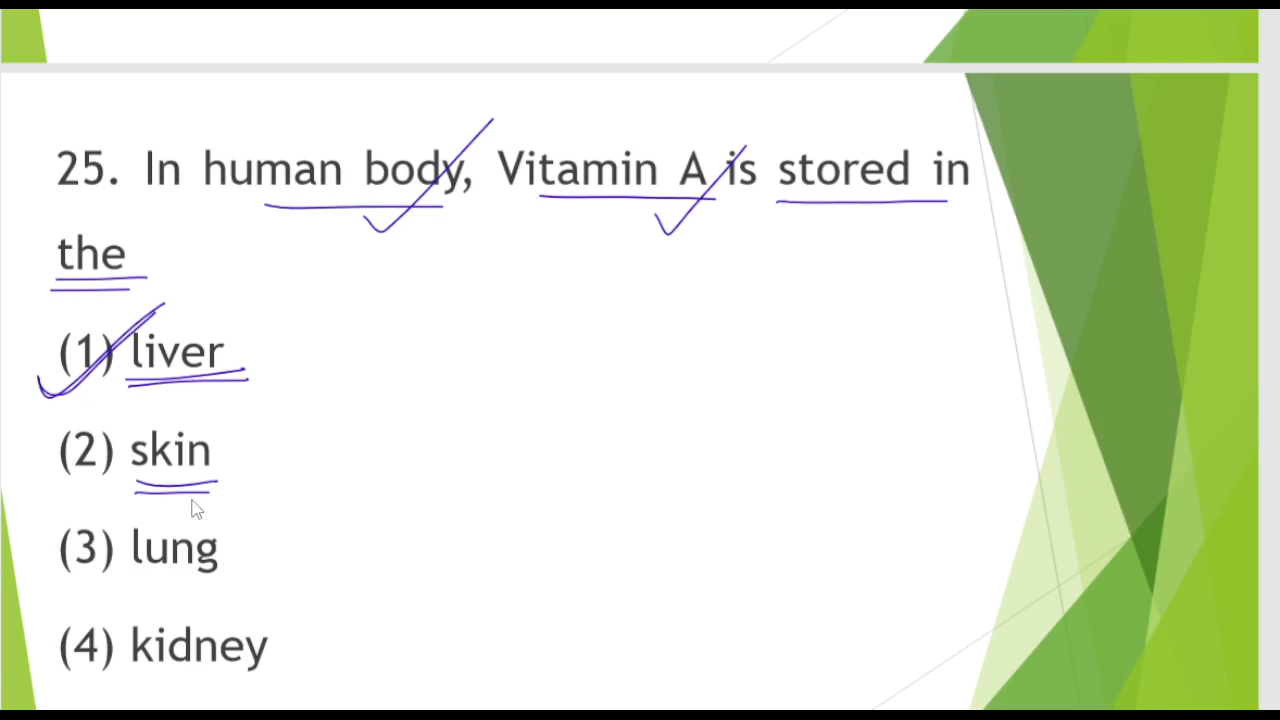 25. In human body, Vitamin A is stored in
the
(1) liver
(2) skin
(3) lung
(4) kidney